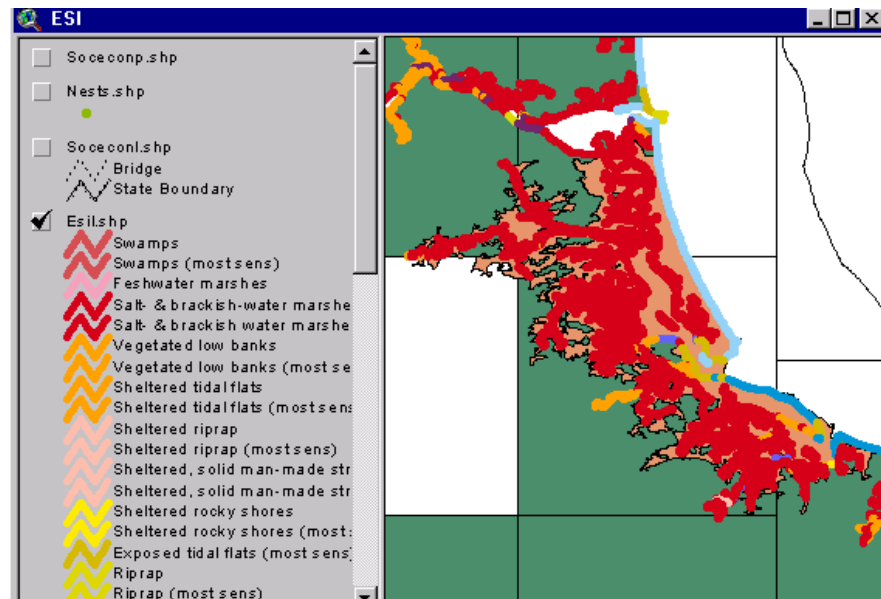 ESI
Soceconp.shp
Nests.shp
Soceconl.shp
Bridge
State Boundary
Esil.shp
Swamps
Swamps (most sens)
Feshwater marshes
Salt- & brackish-water marshe
Salt- & brackish water marshe
Vegetated low banks
Vegetated low banks (most se
Sheltered tidal flats
Sheltered tidal flats (most sens
Sheltered riprap
Sheltered riprap (most sens)
Sheltered, solid man-made str
Sheltered, solid man-made str
Sheltered rocky shores
Sheltered rocky shores (most
Exposed tidal flats (most sens)
Riprap
Riprap (most sens)